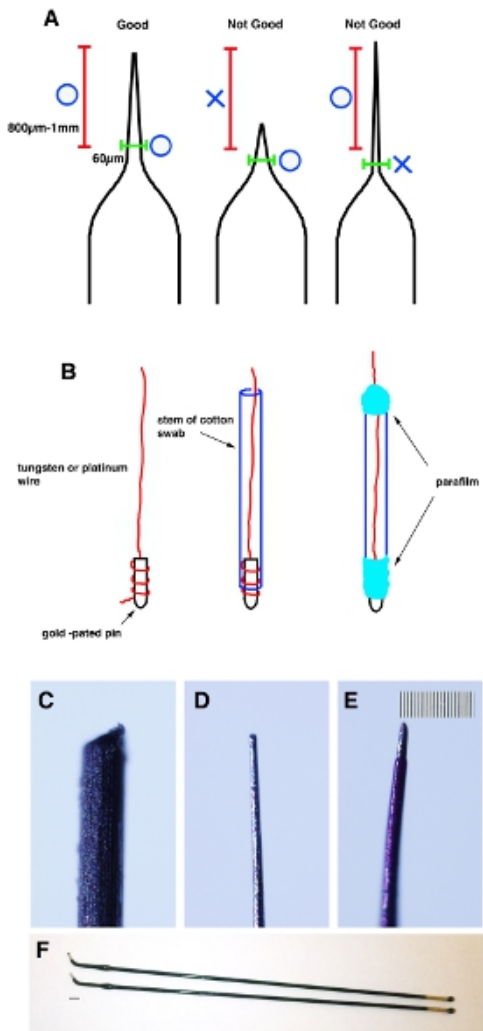 A
Good
Not Good
Not Good
800µm-1mm
60µm
B
stem of cotton
swab
tungsten or platinum
wire
parafilm
gold -pated pin
C
D
E
F